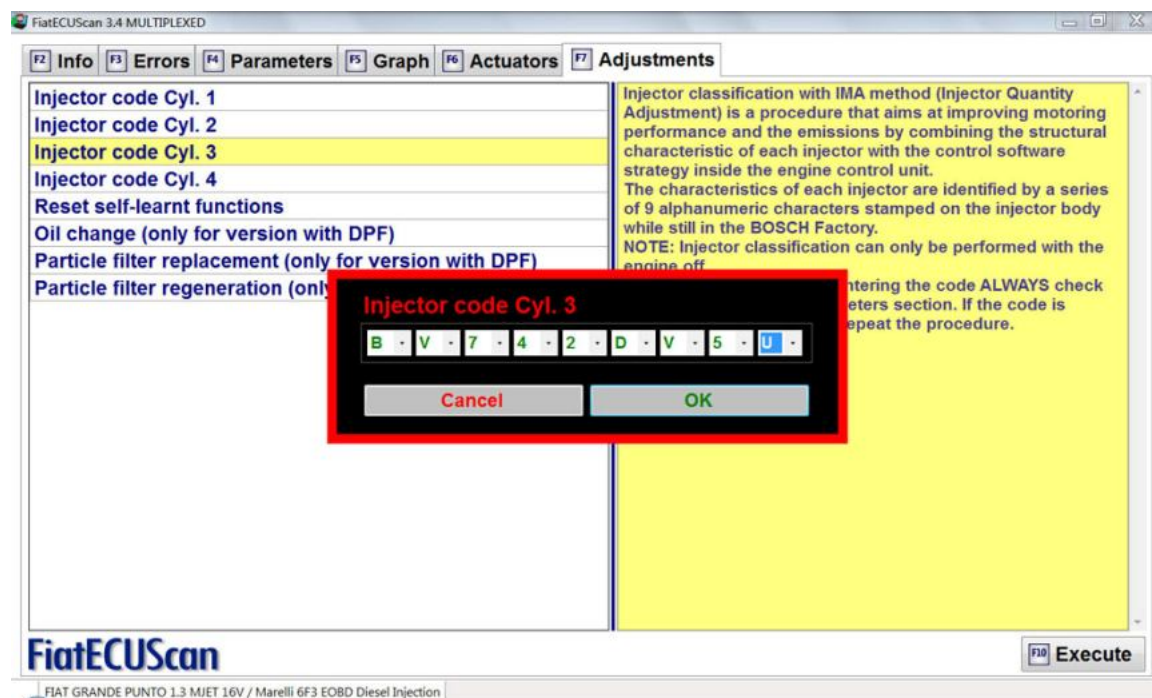 FiatECUScan 3.4 MULTIPLEXED
F2 Info F3 Errors F4 Parameters F5 Graph F6 Actuators F7 Adjustments
Injector code Cyl. 1
Injector code Cyl. 2
Injector code Cyl. 3
Injector code Cyl. 4
Reset self-learnt functions
Oil change (only for version with DPF)
Particle filter replacement (only for version with DPF)
Particle filter regeneration (only
Injector classification with IMA method (Injector Quantity
Adjustment) is a procedure that aims at improving motoring
performance and the emissions by combining the structural
characteristic of each injector with the control software
strategy inside the engine control unit.
The characteristics of each injector are identified by a series
of 9 alphanumeric characters stamped on the injector body
while still in the BOSCH Factory.
NOTE: Injector classification can only be performed with the
engine off
ntering the code ALWAYS check
eters section. If the code is
epeat the procedure.
Injector code Cyl. 3
B V 7 4 2 D V 5 U
Cancel OK
FiatECUScan
F10 Execute
FIAT GRANDE PUNTO 1.3 MJET 16V / Marelli 6F3 EOBD Diesel Injection